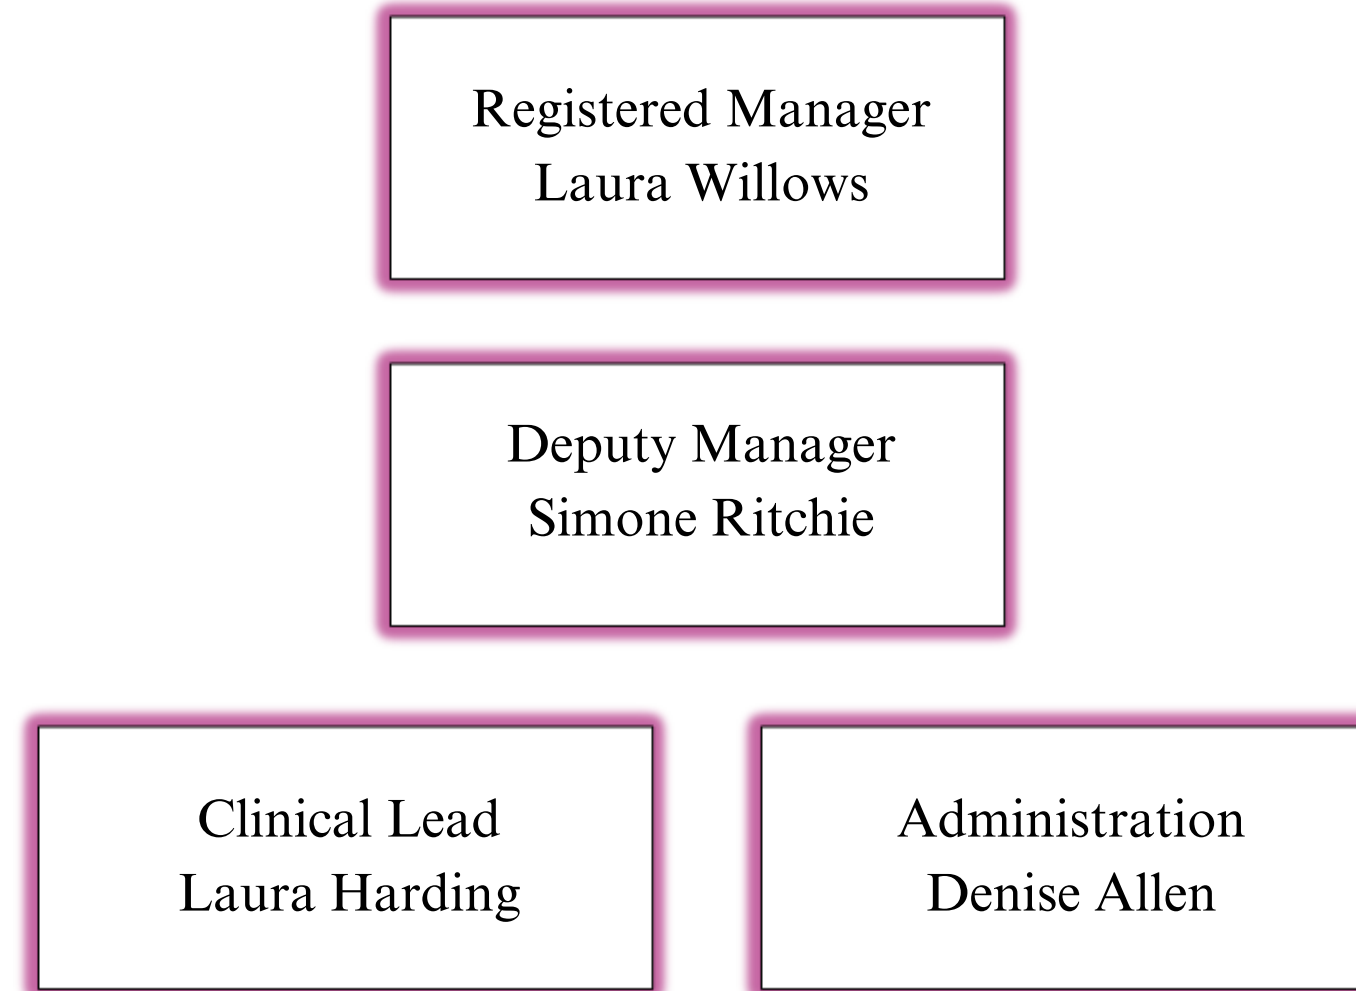 Registered Manager
Laura Willows
Deputy Manager
Simone Ritchie
Clinical Lead
Laura Harding
Administration
Denise Allen